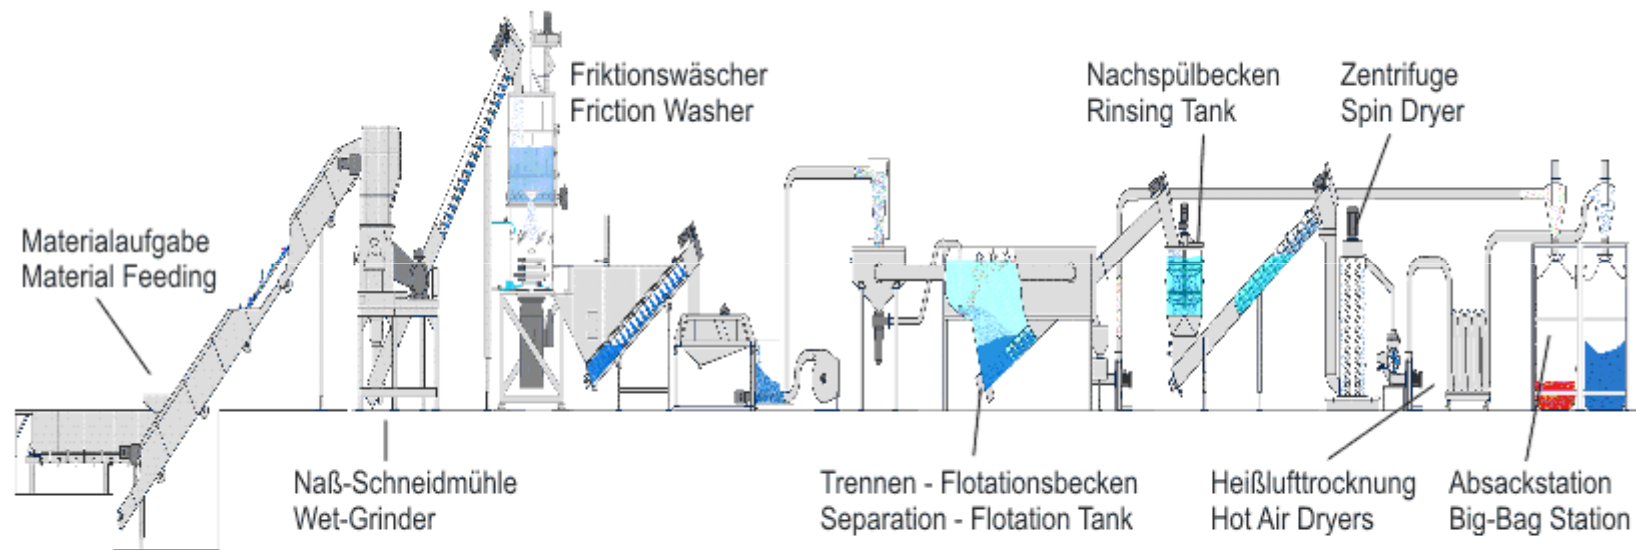 Friktionswäscher
Friction Washer
Nachspülbecken
Rinsing Tank
Zentrifuge
Spin Dryer
Materialaufgabe
Material Feeding
Naß-Schneidmühle
Wet-Grinder
Trennen - Flotationsbecken
Separation - Flotation Tank
Heißlufttrocknung
Hot Air Dryers
Absackstation
Big-Bag Station